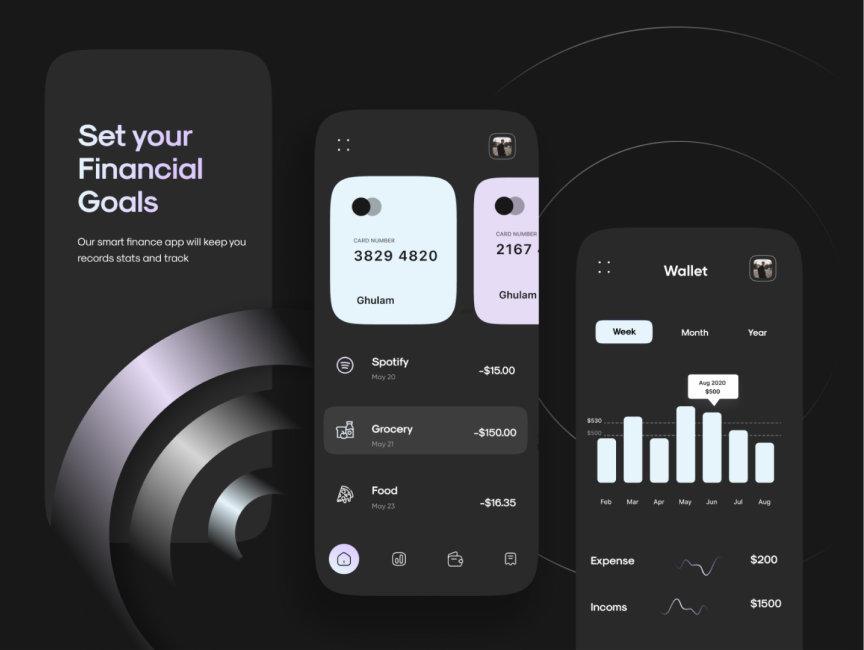 Set your
Financial
Goals
Our smart finance app will keep you
records stats and track
CARD NUMBER
3829 4820
Ghulam
CARD NUMBER
2167
Ghulam
Spotify
May 20
-$15.00
Grocery
May 21
-$150.00
Food
May 23
-$16.35
Wallet
Week Month Year
Aug 2020
$500
$530
$500
Feb Mar Apr May Jun Jul Aug
Expense
$200
Incoms
$1500